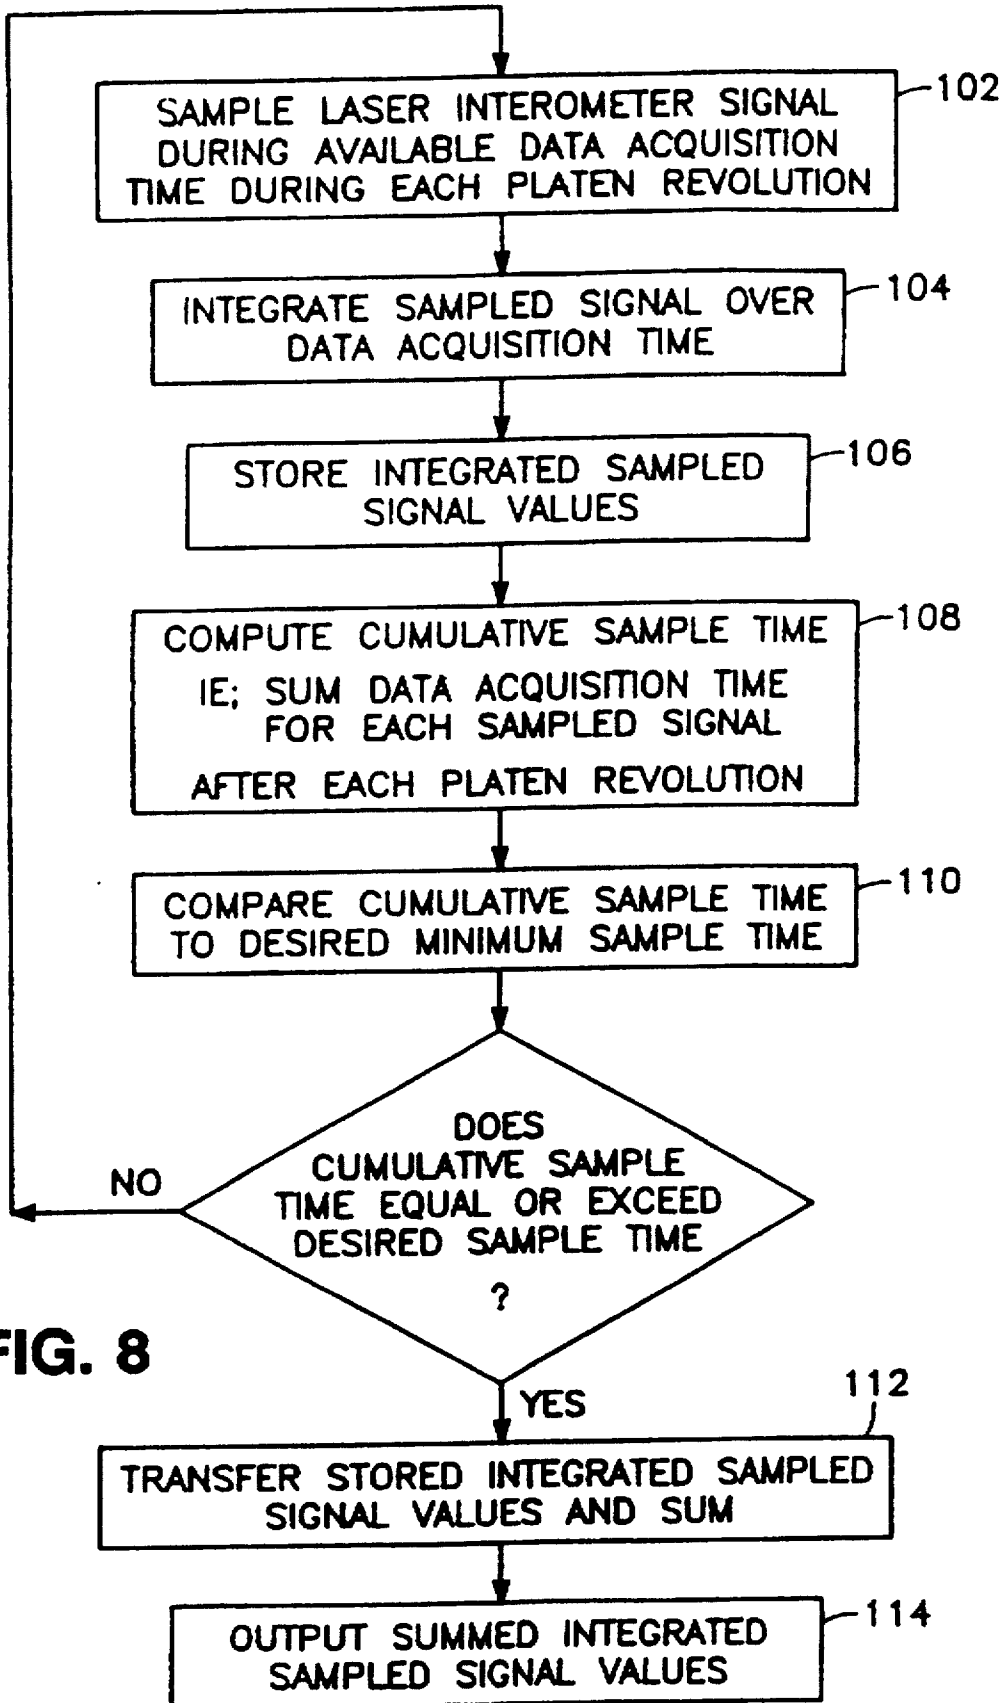 SAMPLE LASER INTEROMETER SIGNAL
DURING AVAILABLE DATA ACQUISITION
TIME DURING EACH PLATEN REVOLUTION
102
INTEGRATE SAMPLED SIGNAL OVER
DATA ACQUISITION TIME
104
STORE INTEGRATED SAMPLED
SIGNAL VALUES
106
COMPUTE CUMULATIVE SAMPLE TIME
IE; SUM DATA ACQUISITION TIME
FOR EACH SAMPLED SIGNAL
AFTER EACH PLATEN REVOLUTION
108
COMPARE CUMULATIVE SAMPLE TIME
TO DESIRED MINIMUM SAMPLE TIME
110
DOES
CUMULATIVE SAMPLE
TIME EQUAL OR EXCEED
DESIRED SAMPLE TIME
?
NO
FIG. 8
YES
112
TRANSFER STORED INTEGRATED SAMPLED
SIGNAL VALUES AND SUM
OUTPUT SUMMED INTEGRATED
SAMPLED SIGNAL VALUES
114